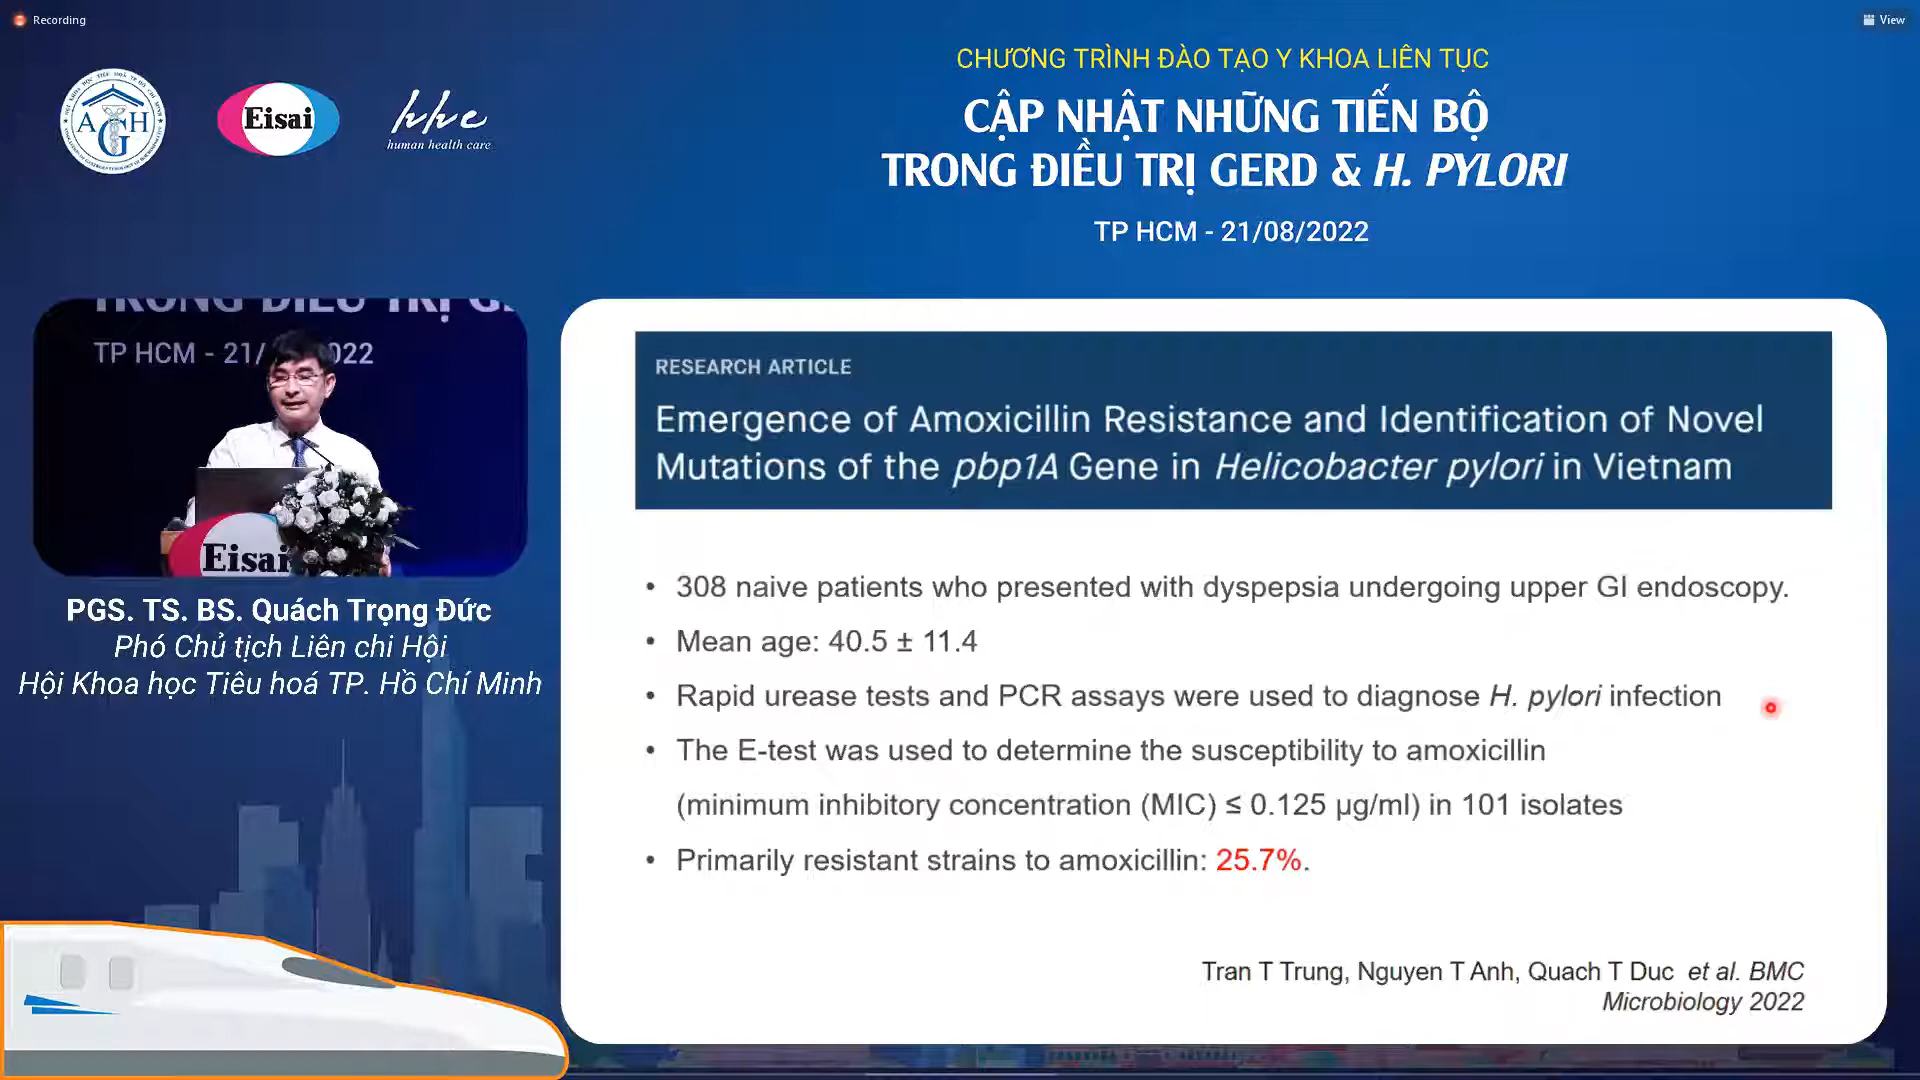 Recording
View
CHƯƠNG TRÌNH ĐÀO TẠO Y KHOA LIÊN TỤC
CẬP NHẬT NHỮNG TIẾN BỘ
TRONG ĐIỀU TRỊ GERD & H. PYLORI
TP HCM - 21/08/2022
AGH
Eisai
hhc
human health care
TRONG ĐIỀU TRỊ
TP HCM - 21/ 022
Eisai
PGS. TS. BS. Quách Trọng Đức
Phó Chủ tịch Liên chi Hội
Hội Khoa học Tiêu hoá TP. Hồ Chí Minh
RESEARCH ARTICLE
Emergence of Amoxicillin Resistance and Identification of Novel
Mutations of the pbp1A Gene in Helicobacter pylori in Vietnam
• 308 naive patients who presented with dyspepsia undergoing upper GI endoscopy.
• Mean age: 40.5 ± 11.4
• Rapid urease tests and PCR assays were used to diagnose H. pylori infection
• The E-test was used to determine the susceptibility to amoxicillin
(minimum inhibitory concentration (MIC) ≤ 0.125 µg/ml) in 101 isolates
• Primarily resistant strains to amoxicillin: 25.7%.
Tran T Trung, Nguyen T Anh, Quach T Duc et al. BMC
Microbiology 2022